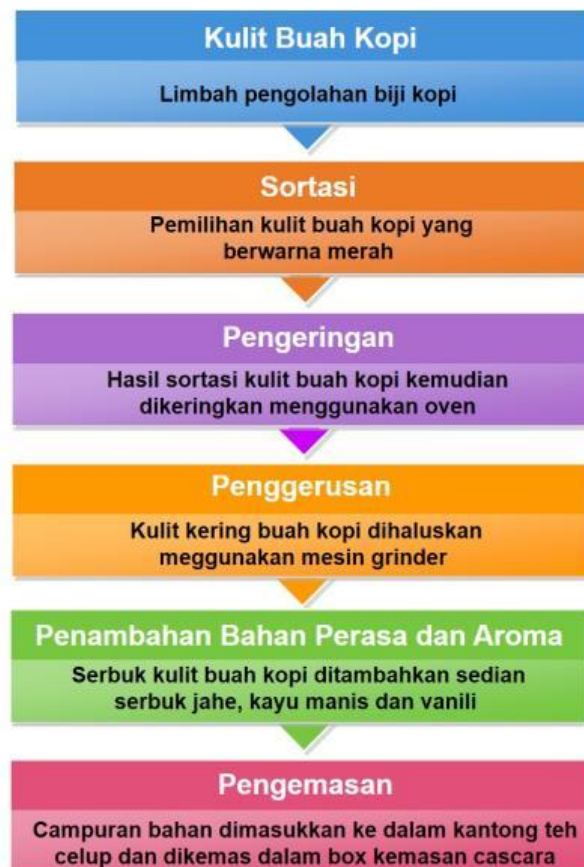 Kulit Buah Kopi
Limbah pengolahan biji kopi
Sortasi
Pemilihan kulit buah kopi yang
berwarna merah
Pengeringan
Hasil sortasi kulit buah kopi kemudian
dikeringkan menggunakan oven
Penggerusan
Kulit kering buah kopi dihaluskan
meggunakan mesin grinder
Penambahan Bahan Perasa dan Aroma
Serbuk kulit buah kopi ditambahkan sedian
serbuk jahe, kayu manis dan vanili
Pengemasan
Campuran bahan dimasukkan ke dalam kantong teh
celup dan dikemas dalam box kemasan cascara